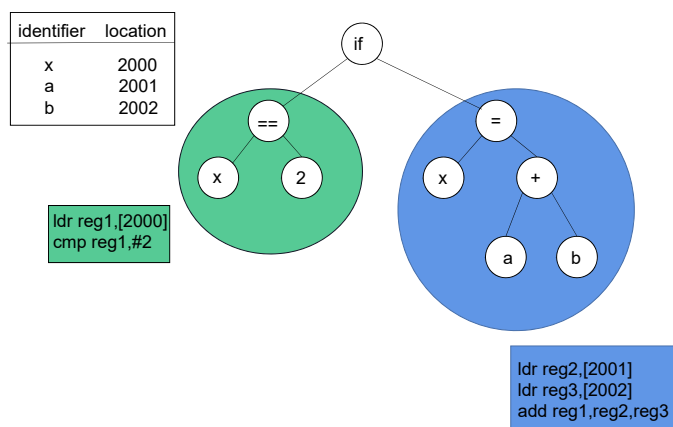 identifier location
x 2000
a 2001
b 2002
if
==
=
x
2
x
+
a
b
ldr reg1,[2000]
cmp reg1,#2
ldr reg2,[2001]
ldr reg3,[2002]
add reg1,reg2,reg3